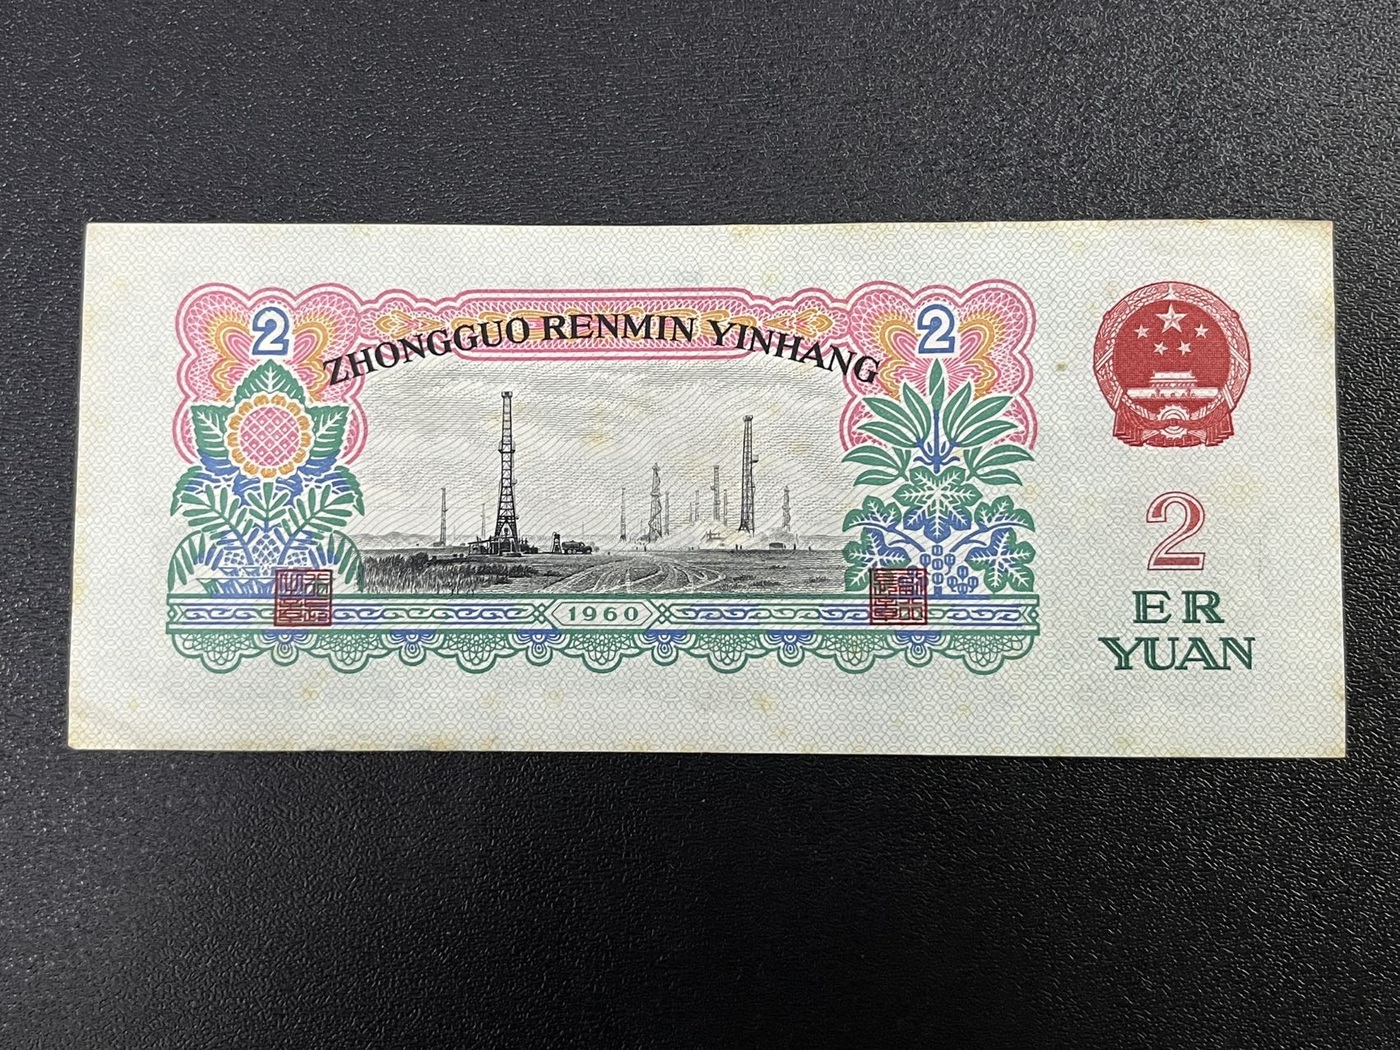 2
2
ZHONGGUO RENMIN YINHANG
1960
2
ER
YUAN